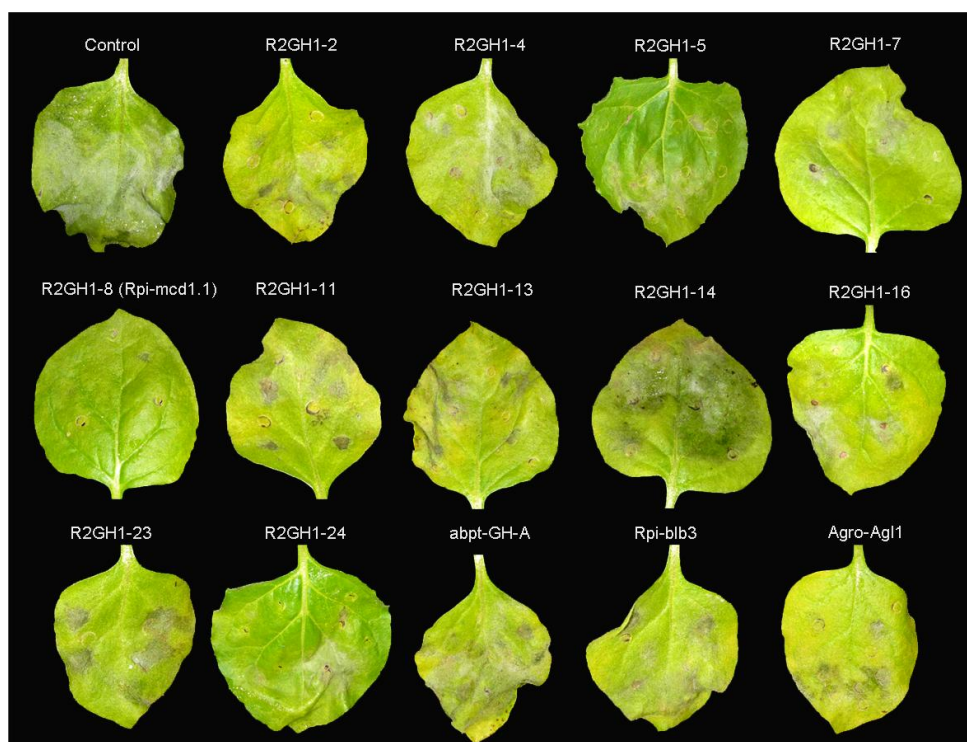 Control
R2GH1-2
R2GH1-4
R2GH1-5
R2GH1-7
R2GH1-8 (Rpi-mcd1.1)
R2GH1-11
R2GH1-13
R2GH1-14
R2GH1-16
R2GH1-23
R2GH1-24
abpt-GH-A
Rpi-blb3
Agro-Agl1